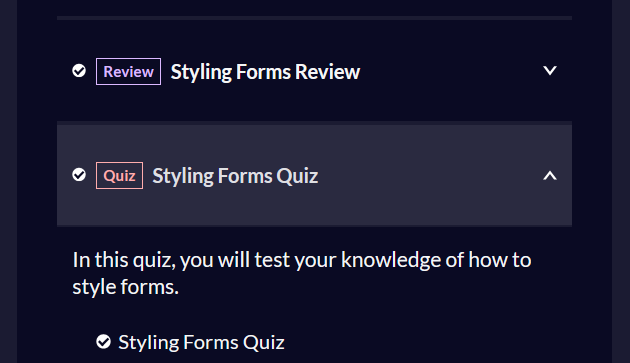 Review Styling Forms Review
Quiz Styling Forms Quiz
In this quiz, you will test your knowledge of how to
style forms.
Styling Forms Quiz